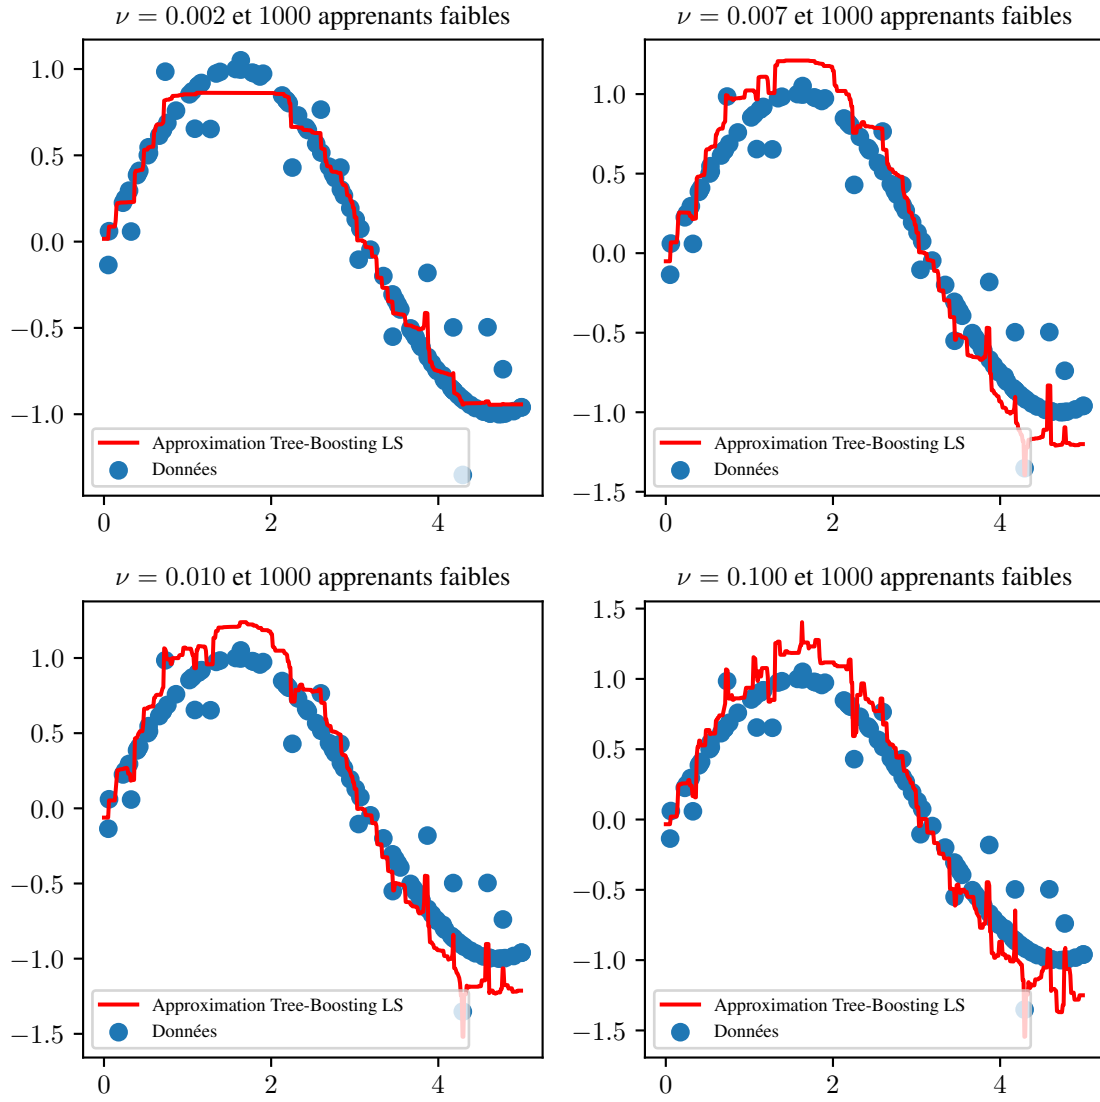 ν = 0.002 et 1000 apprenants faibles
1.0
0.5
0.0
−0.5
−1.0
Approximation Tree-Boosting LS
Données
0 2 4
ν = 0.007 et 1000 apprenants faibles
1.0
0.5
0.0
−0.5
−1.0
−1.5
Approximation Tree-Boosting LS
Données
0 2 4
ν = 0.010 et 1000 apprenants faibles
1.0
0.5
0.0
−0.5
−1.0
−1.5
Approximation Tree-Boosting LS
Données
0 2 4
ν = 0.100 et 1000 apprenants faibles
1.5
1.0
0.5
0.0
−0.5
−1.0
−1.5
Approximation Tree-Boosting LS
Données
0 2 4